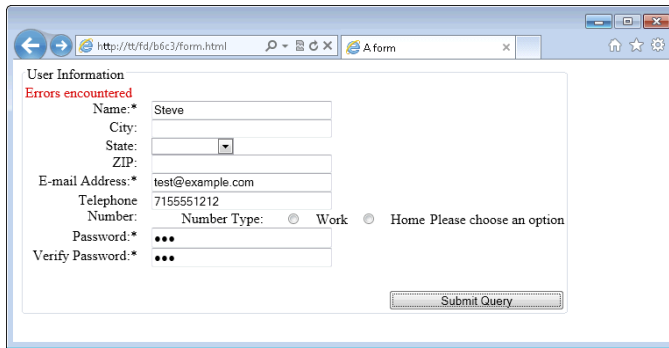 http://tt/fd/b6c3/form.html
A form
User Information
Errors encountered
Name:* Steve
City:
State:
ZIP:
E-mail Address:* test@example.com
Telephone Number: 7155551212
Number Type: Work Home Please choose an option
Password:* •••
Verify Password:* •••
Submit Query